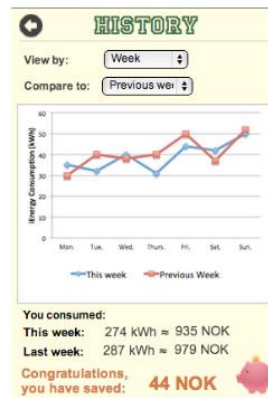 HISTORY
View by: Week
Compare to: Previous wee
60
50
40
30
20
10
0
Energy Consumption (kWh)
Mon. Tue. Wed. Thurs. Fri. Sat. Sun.
This week Previous Week
You consumed:
This week: 274 kWh ≈ 935 NOK
Last week: 287 kWh ≈ 979 NOK
Congratulations,
you have saved: 44 NOK